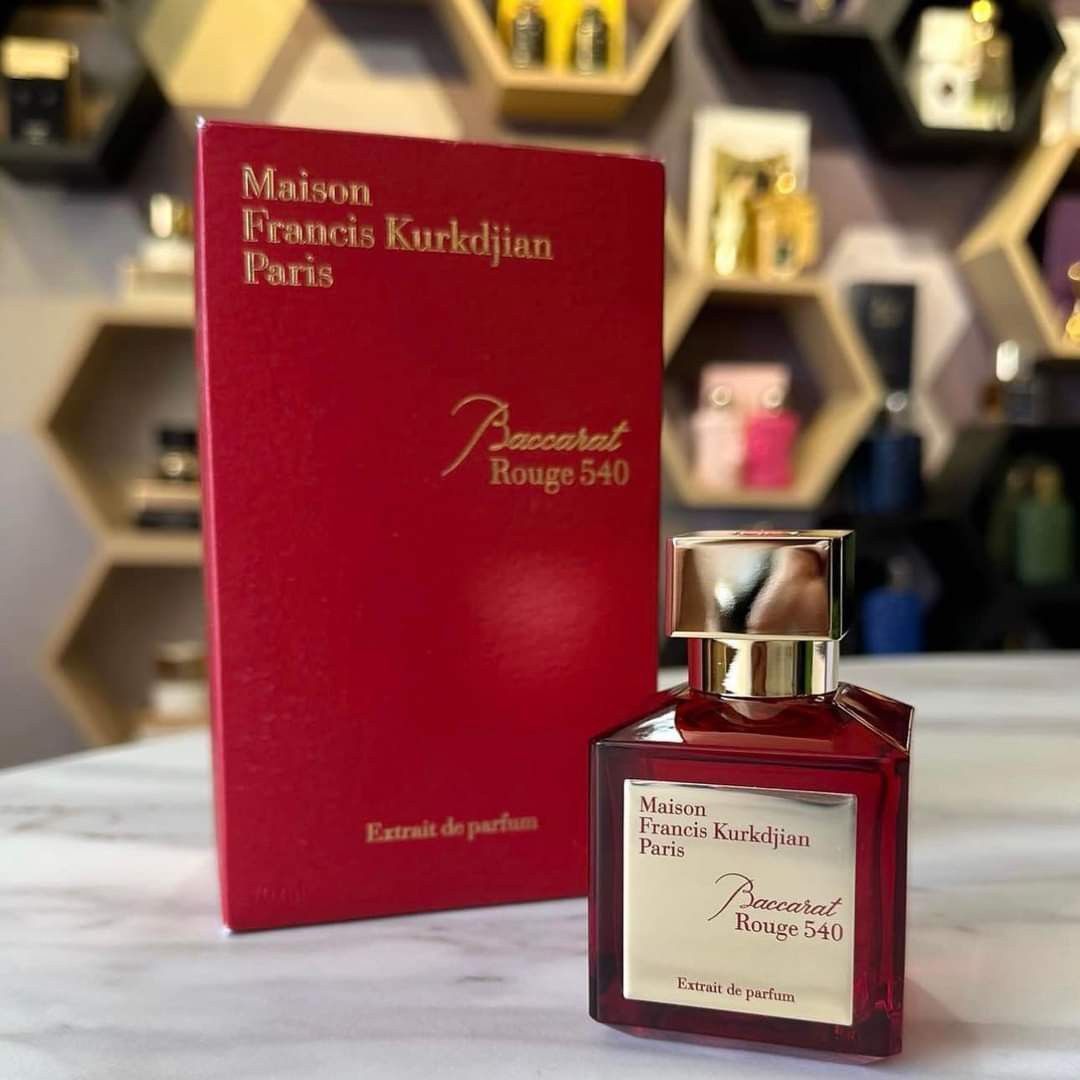 Maison
Francis Kurkdjian
Paris
Baccarat
Rouge 540
Extrait de parfum
Maison
Francis Kurkdjian
Paris
Baccarat
Rouge 540
Extrait de parfum